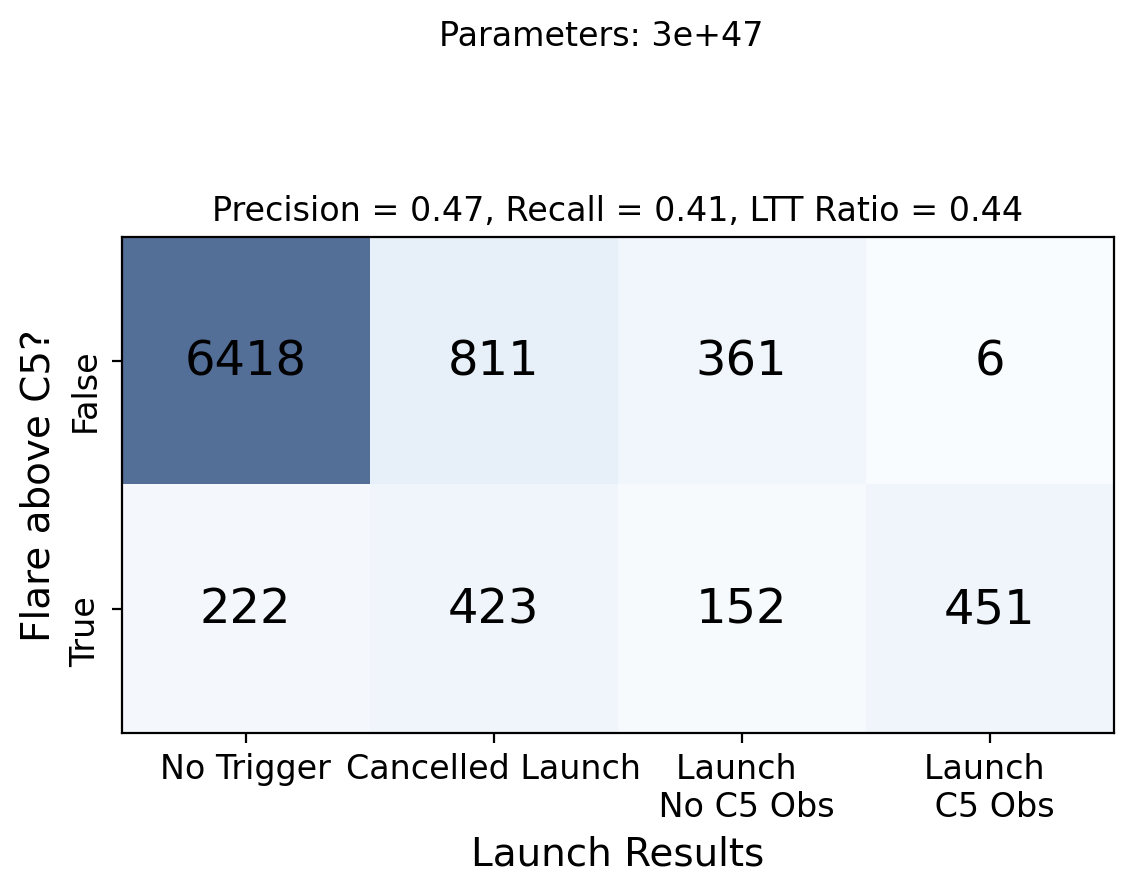 Parameters: 3e+47
Precision = 0.47, Recall = 0.41, LTT Ratio = 0.44
Flare above C5?
False
6418 811 361 6
True
222 423 152 451
No Trigger Cancelled Launch Launch Launch
No C5 Obs C5 Obs
Launch Results